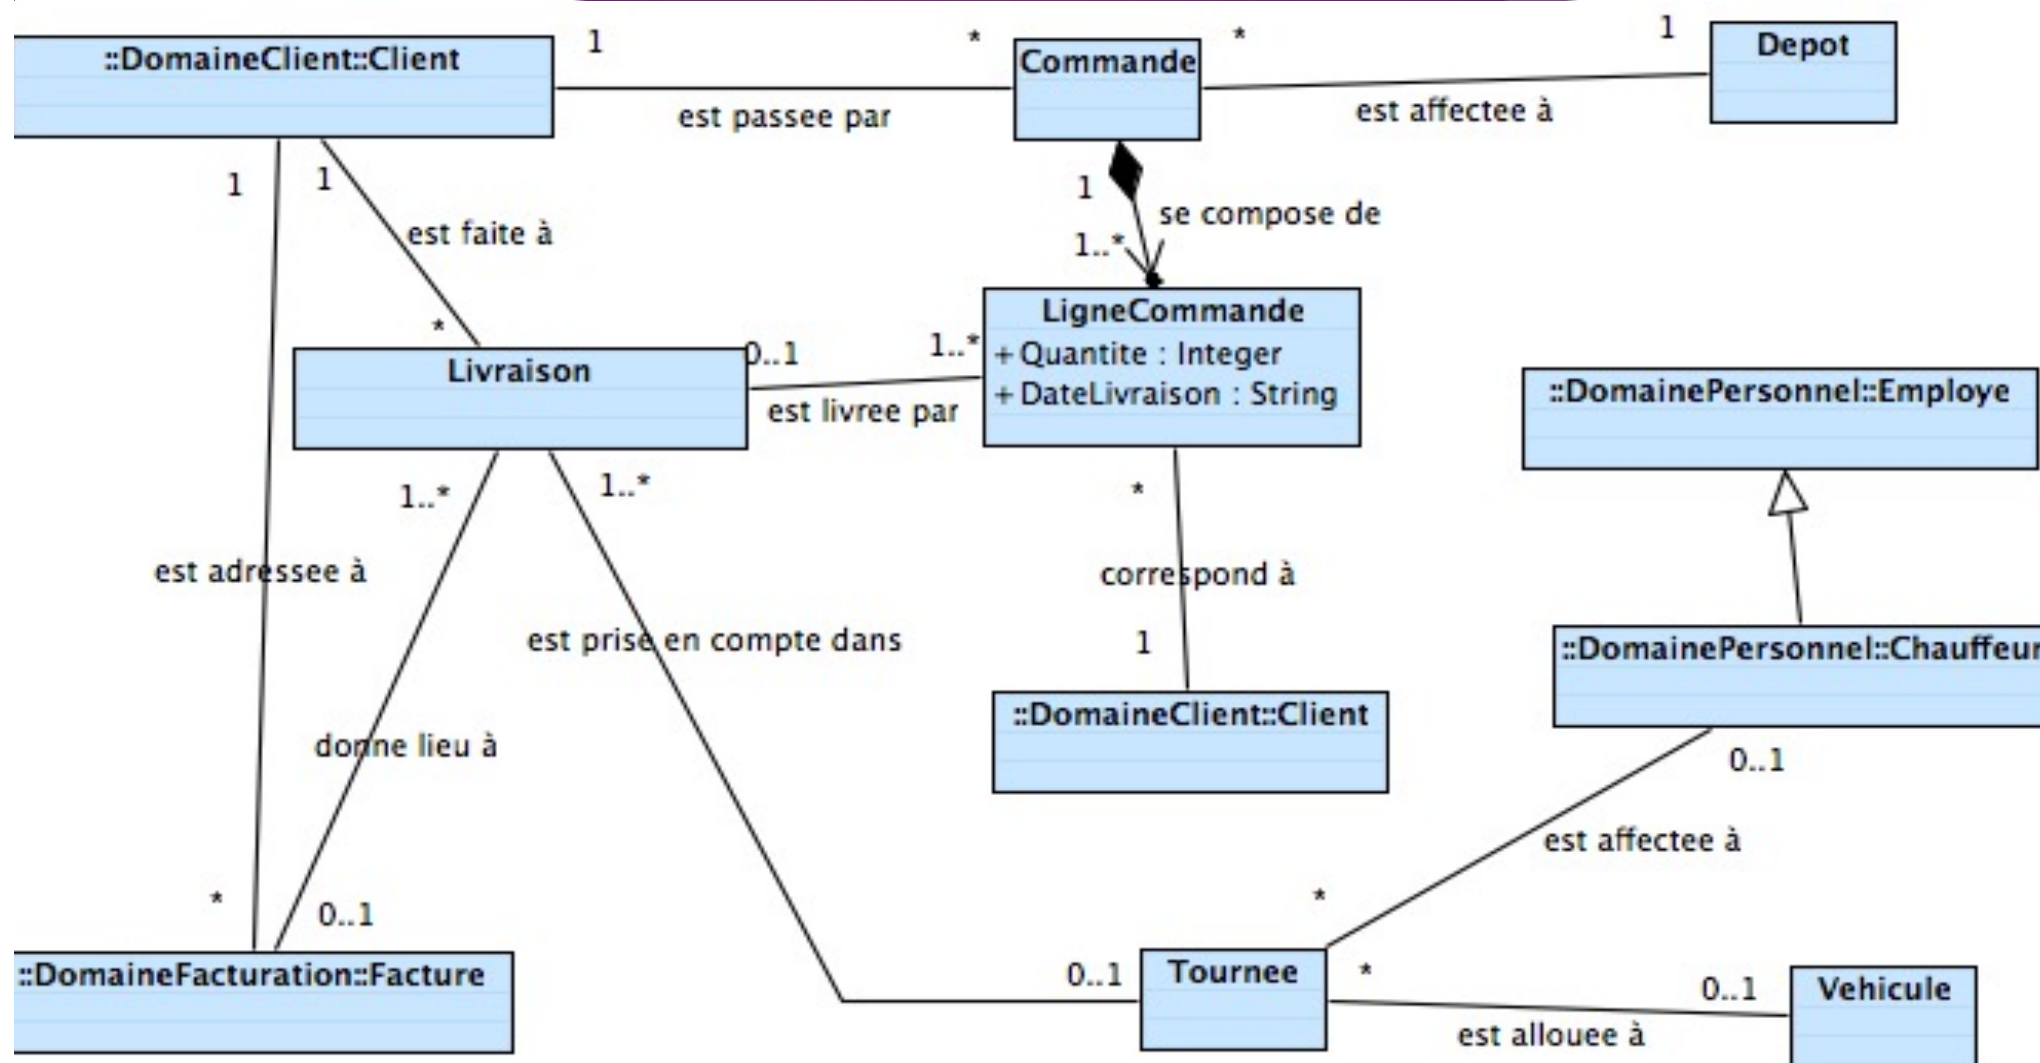 1
*
*
1
::DomaineClient::Client
Commande
Depot
est passee par
est affectee à
1
1
1
se compose de
est faite à
1..*
*
LigneCommande
0..1
1..*
+ Quantite : Integer
Livraison
+ DateLivraison : String
est livree par
::DomainePersonnel::Employe
1..*
1..*
*
est adressee à
correspond à
est prise en compte dans
1
::DomainePersonnel::Chauffeur
::DomaineClient::Client
donne lieu à
0..1
est affectee à
*
0..1
*
::DomaineFacturation::Facture
0..1
Tournee
*
0..1
Vehicule
est allouee à